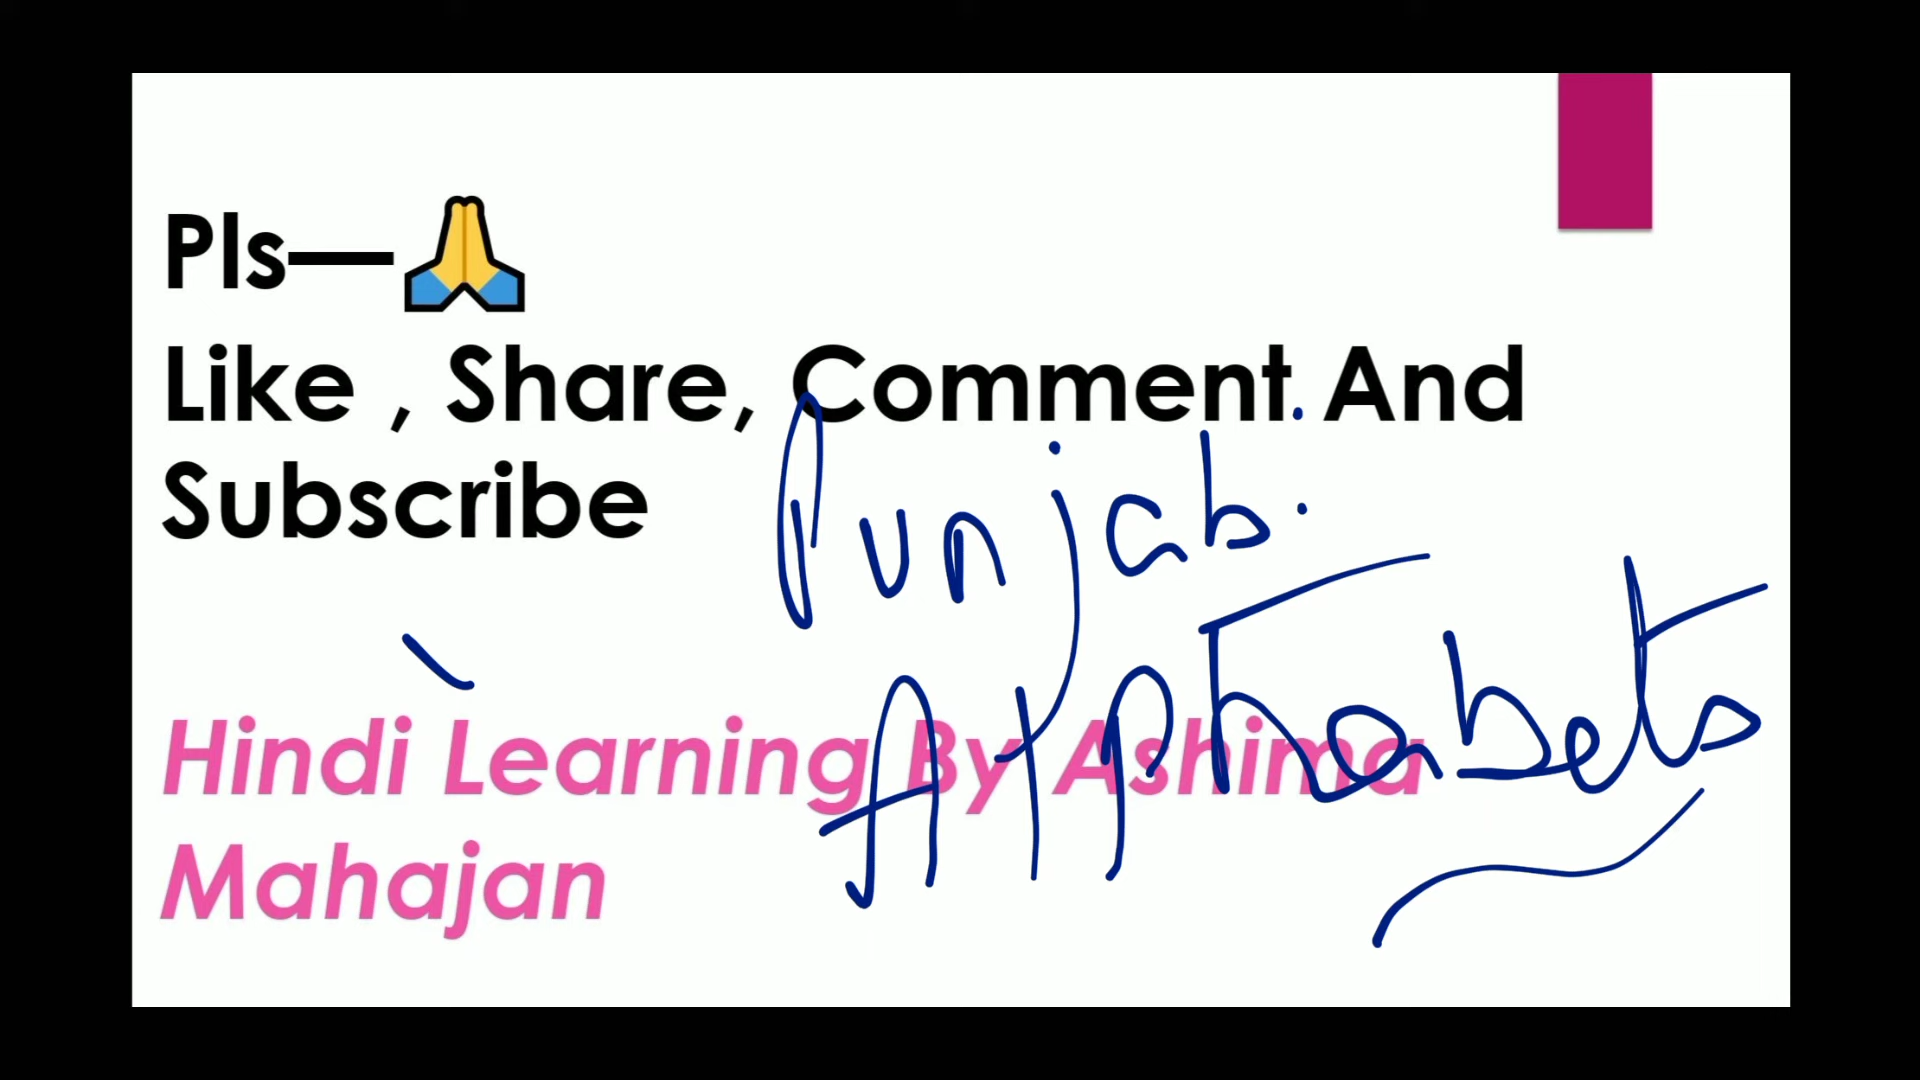 Pls—🙏
Like , Share, Comment And
Subscribe
Punjab.
Alphabets
Hindi Learning By Ashima
Mahajan